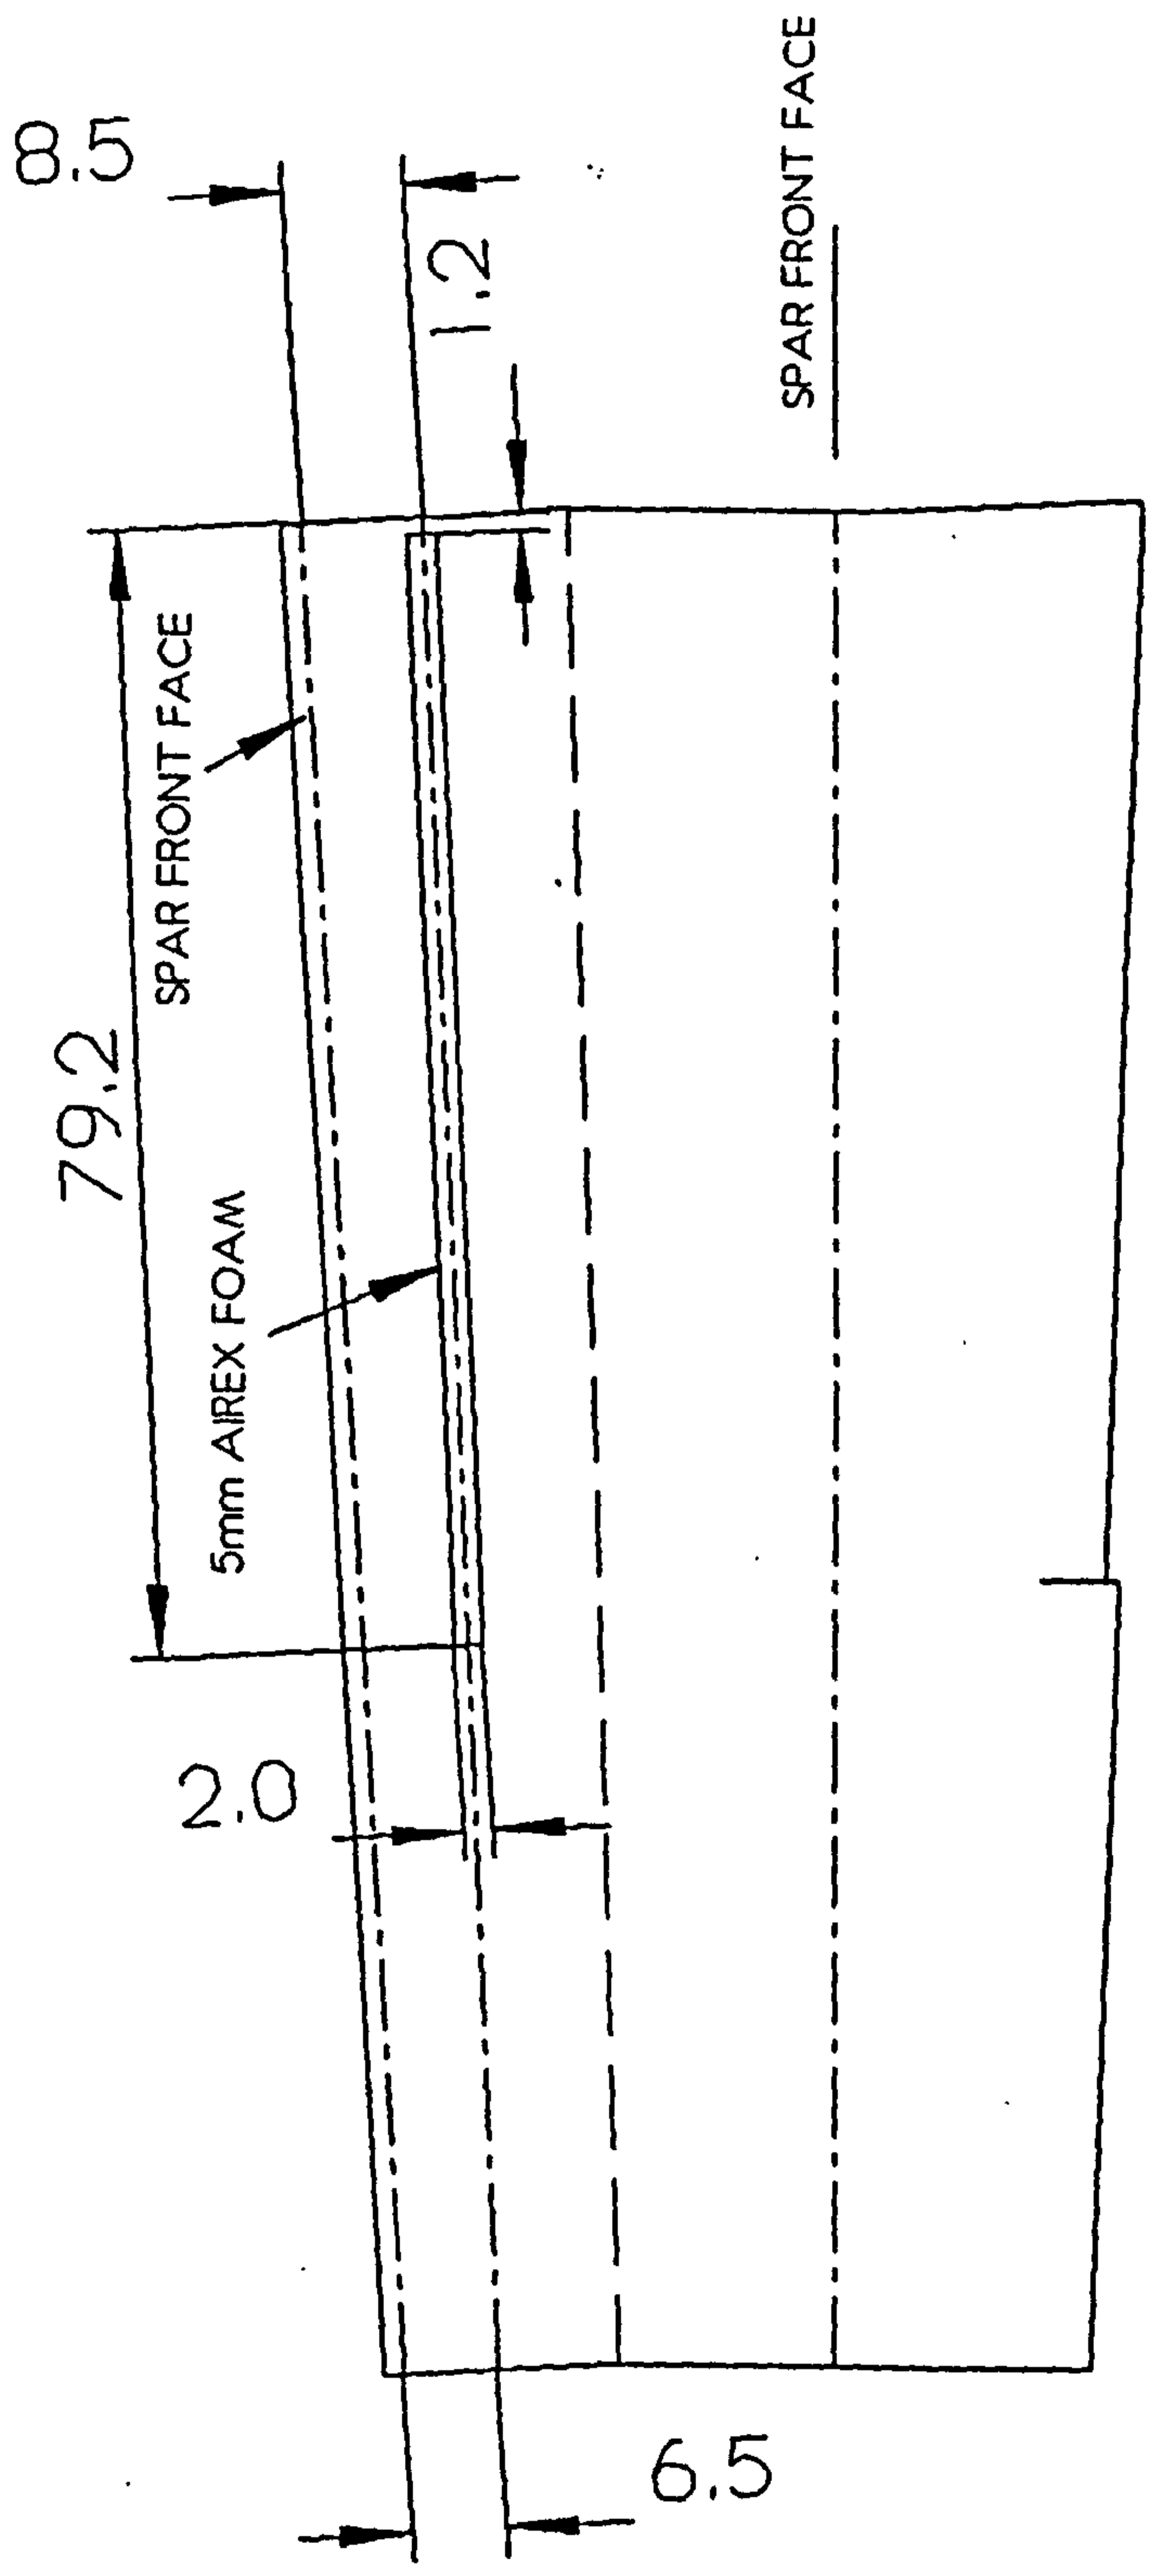 8.5
1.2
SPAR FRONT FACE
79.2
SPAR FRONT FACE
5mm AIREX FOAM
2.0
6.5